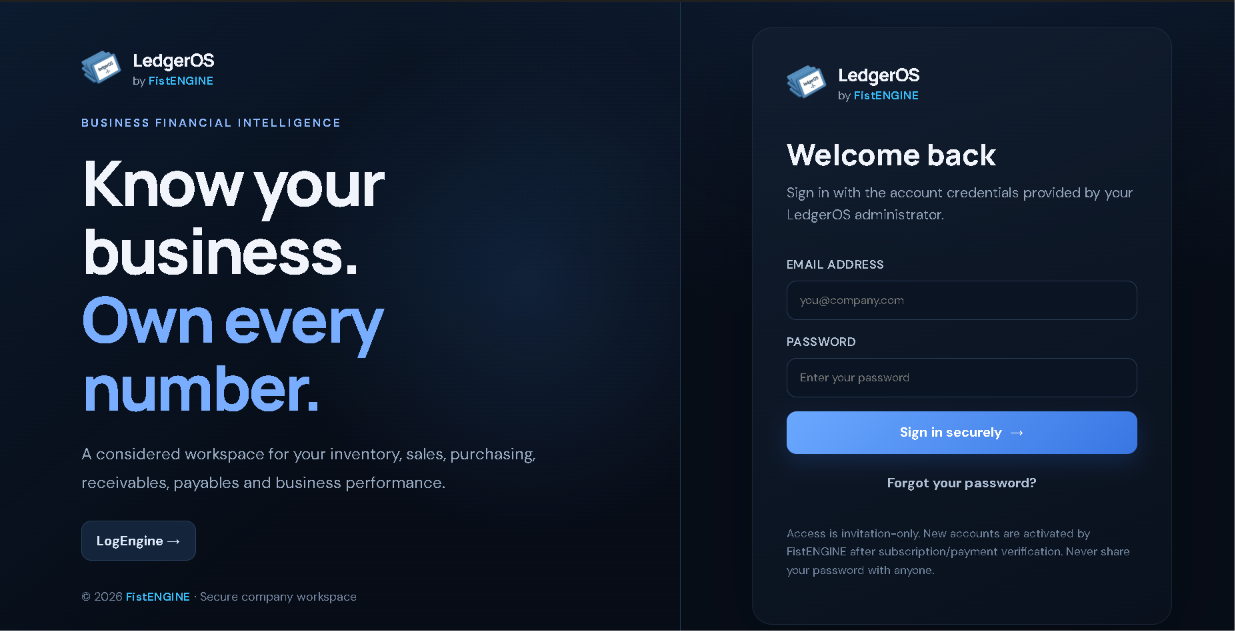 LedgerOS
by FistENGINE
BUSINESS FINANCIAL INTELLIGENCE
Know your
business.
Own every
number.
A considered workspace for your inventory, sales, purchasing,
receivables, payables and business performance.
LogEngine →
© 2026 FistENGINE · Secure company workspace
LedgerOS
by FistENGINE
Welcome back
Sign in with the account credentials provided by your
LedgerOS administrator.
EMAIL ADDRESS
you@company.com
PASSWORD
Enter your password
Sign in securely →
Forgot your password?
Access is invitation-only. New accounts are activated by
FistENGINE after subscription/payment verification. Never share
your password with anyone.